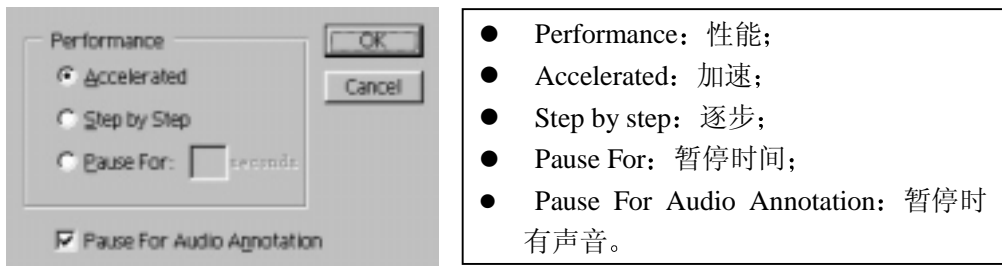 Performance
Accelerated
Step by Step
Pause For: seconds
Pause For Audio Annotation
OK
Cancel
● Performance：性能；
● Accelerated：加速；
● Step by step：逐步；
● Pause For：暂停时间；
● Pause For Audio Annotation：暂停时
有声音。